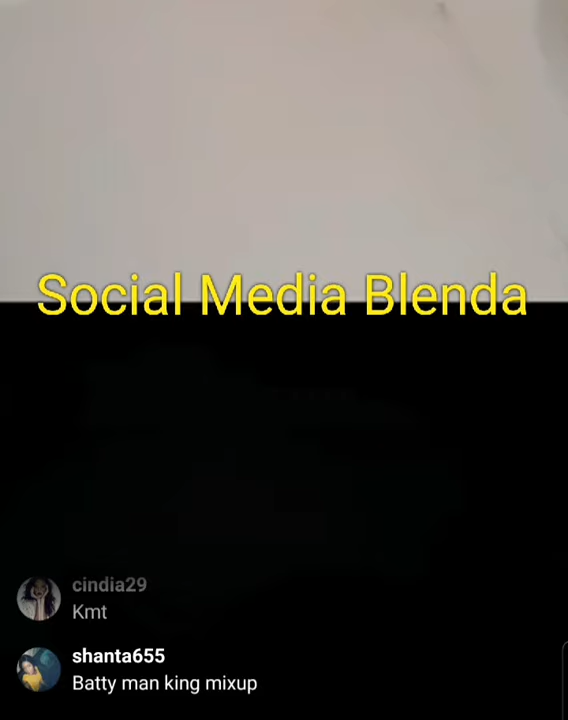 Social Media Blenda
cindia29
Kmt
shanta655
Batty man king mixup